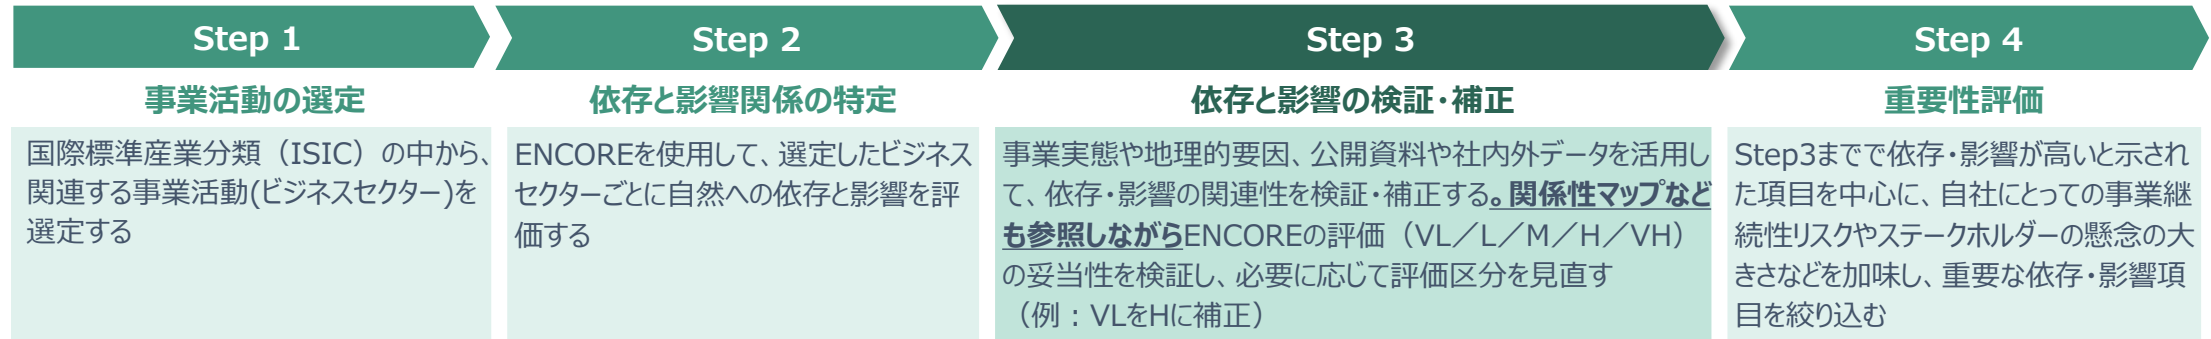 Step 1
事業活動の選定
国際標準産業分類（ISIC）の中から、
関連する事業活動(ビジネスセクター)を
選定する
Step 2
依存と影響関係の特定
ENCOREを使用して、選定したビジネス
セクターごとに自然への依存と影響を評
価する
Step 3
依存と影響の検証・補正
事業実態や地理的要因、公開資料や社内外データを活用し
て、依存・影響の関連性を検証・補正する。関係性マップなど
も参照しながらENCOREの評価（VL／L／M／H／VH）
の妥当性を検証し、必要に応じて評価区分を見直す
（例：VLをHに補正）
Step 4
重要性評価
Step3までで依存・影響が高いと示され
た項目を中心に、自社にとっての事業継
続性リスクやステークホルダーの懸念の大
きさなどを加味し、重要な依存・影響項
目を絞り込む